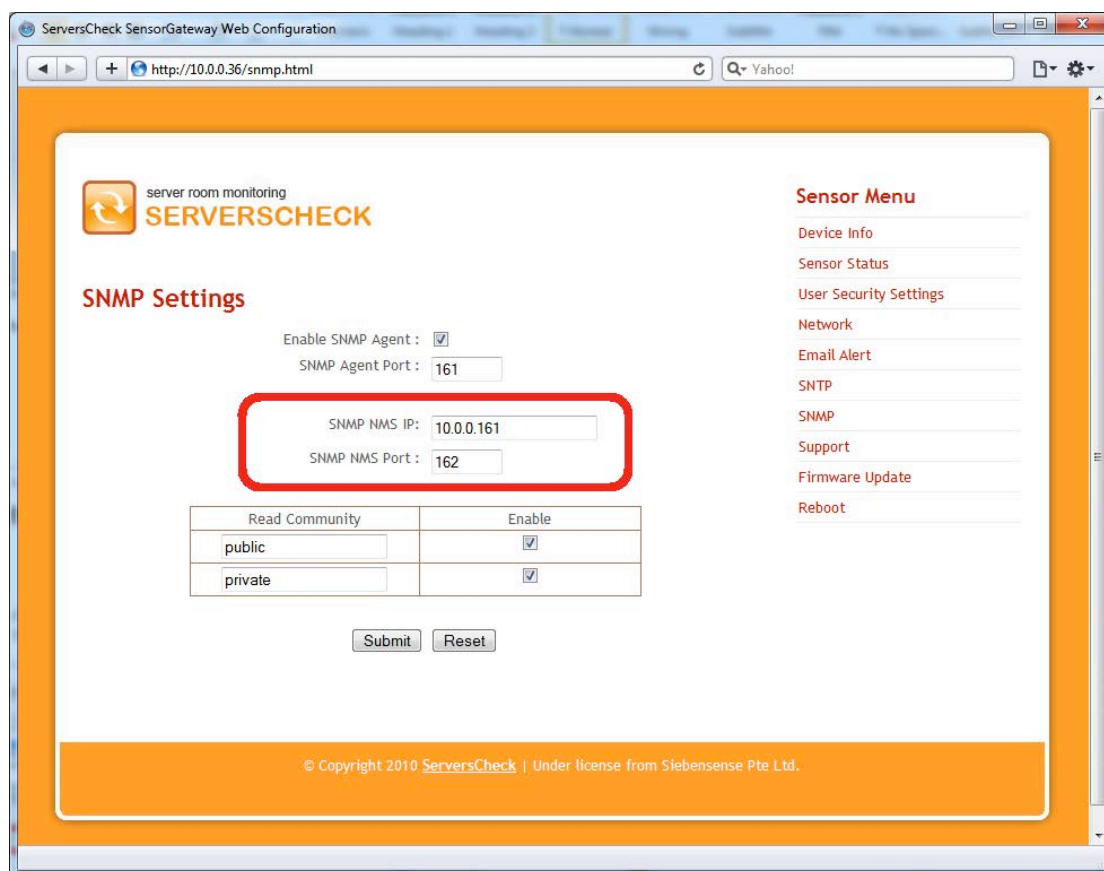 ServersCheck SensorGateway Web Configuration
http://10.0.0.36/snmp.html
Yahoo!
server room monitoring
SERVERSCHECK
SNMP Settings
Enable SNMP Agent :
SNMP Agent Port : 161
SNMP NMS IP: 10.0.0.161
SNMP NMS Port : 162
Read Community Enable
public
private
Submit Reset
Sensor Menu
Device Info
Sensor Status
User Security Settings
Network
Email Alert
SNTP
SNMP
Support
Firmware Update
Reboot
© Copyright 2010 ServersCheck | Under license from Siebensense Pte Ltd.